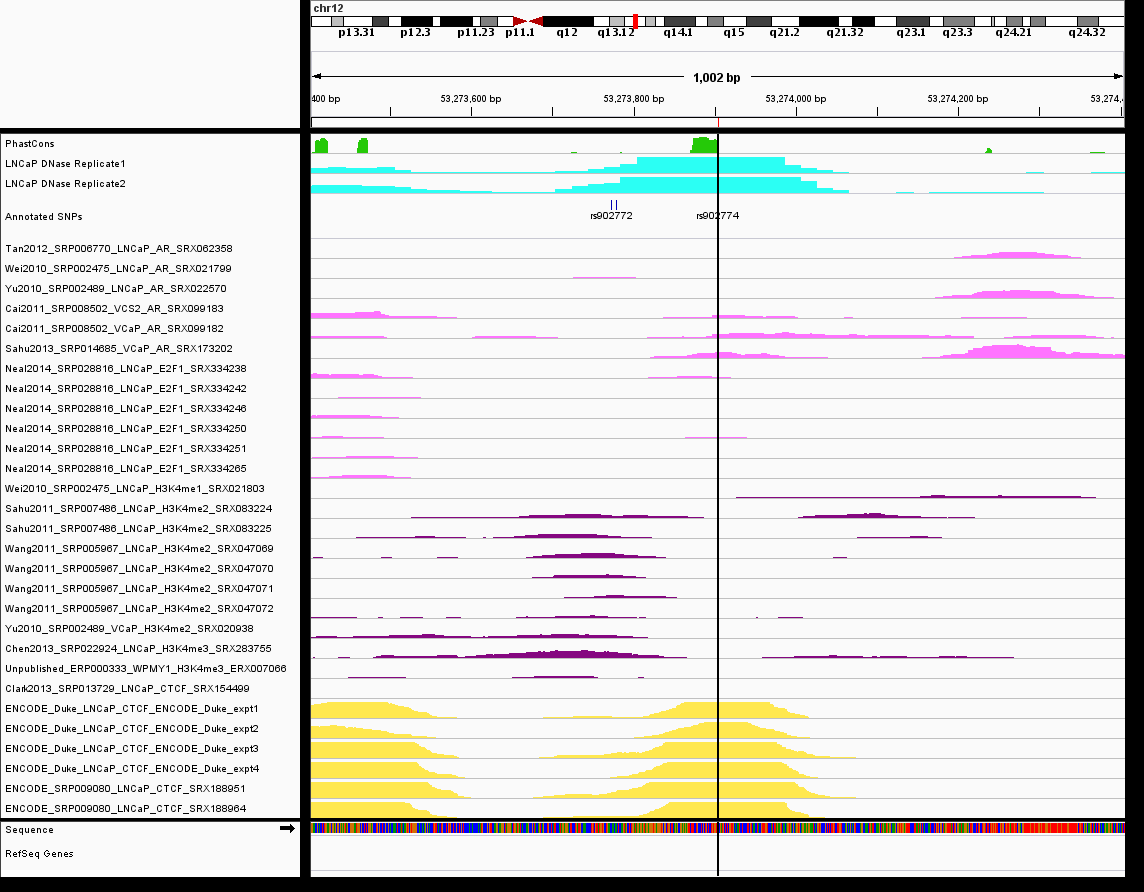 chr12
p13.31 p12.3 p11.23 p11.1 q12 q13.12 q14.1 q15 q21.2 q21.32 q23.1 q23.3 q24.21 q24.32
1,002 bp
400 bp 53,273,600 bp 53,273,800 bp 53,274,000 bp 53,274,200 bp 53,274,4
PhastCons
LNCaP DNase Replicate1
LNCaP DNase Replicate2
Annotated SNPs rs902772 rs902774
Tan2012_SRP006770_LNCaP_AR_SRX062358
Wei2010_SRP002475_LNCaP_AR_SRX021799
Yu2010_SRP002489_LNCaP_AR_SRX022570
Cai2011_SRP008502_VCS2_AR_SRX099183
Cai2011_SRP008502_VCaP_AR_SRX099182
Sahu2013_SRP014685_VCaP_AR_SRX173202
Neal2014_SRP028816_LNCaP_E2F1_SRX334238
Neal2014_SRP028816_LNCaP_E2F1_SRX334242
Neal2014_SRP028816_LNCaP_E2F1_SRX334246
Neal2014_SRP028816_LNCaP_E2F1_SRX334250
Neal2014_SRP028816_LNCaP_E2F1_SRX334251
Neal2014_SRP028816_LNCaP_E2F1_SRX334265
Wei2010_SRP002475_LNCaP_H3K4me1_SRX021803
Sahu2011_SRP007486_LNCaP_H3K4me2_SRX083224
Sahu2011_SRP007486_LNCaP_H3K4me2_SRX083225
Wang2011_SRP005967_LNCaP_H3K4me2_SRX047069
Wang2011_SRP005967_LNCaP_H3K4me2_SRX047070
Wang2011_SRP005967_LNCaP_H3K4me2_SRX047071
Wang2011_SRP005967_LNCaP_H3K4me2_SRX047072
Yu2010_SRP002489_VCaP_H3K4me2_SRX020938
Chen2013_SRP022924_LNCaP_H3K4me3_SRX283755
Unpublished_ERP000333_WPMY1_H3K4me3_ERX007066
Clark2013_SRP013729_LNCaP_CTCF_SRX154499
ENCODE_Duke_LNCaP_CTCF_ENCODE_Duke_expt1
ENCODE_Duke_LNCaP_CTCF_ENCODE_Duke_expt2
ENCODE_Duke_LNCaP_CTCF_ENCODE_Duke_expt3
ENCODE_Duke_LNCaP_CTCF_ENCODE_Duke_expt4
ENCODE_SRP009080_LNCaP_CTCF_SRX188951
ENCODE_SRP009080_LNCaP_CTCF_SRX188964
Sequence
RefSeq Genes